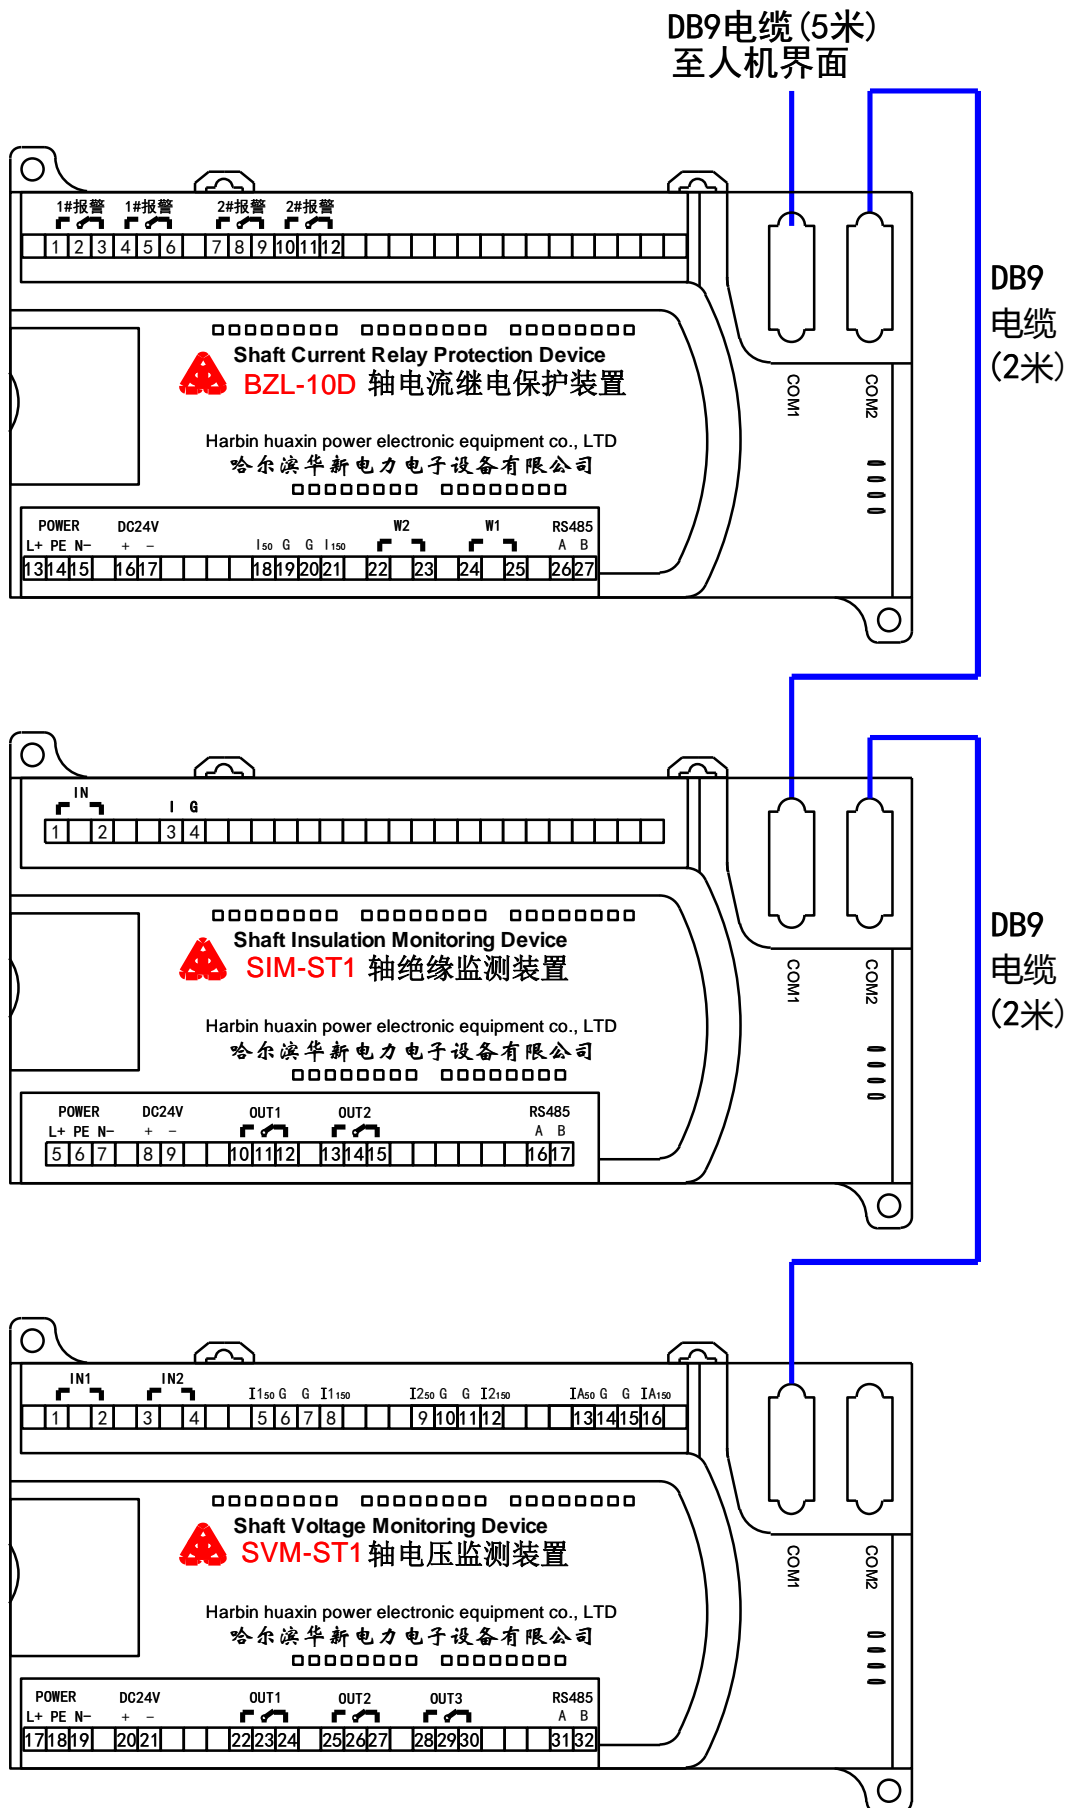 DB9电缆(5米)
至人机界面
1#报警 1#报警 2#报警 2#报警
1 2 3 4 5 6 7 8 9 10 11 12
DB9
电缆
(2米)
Shaft Current Relay Protection Device
BZL-10D 轴电流继电保护装置
COM1 COM2
Harbin huaxin power electronic equipment co., LTD
哈尔滨华新电力电子设备有限公司
POWER DC24V W2 W1 RS485
L+ PE N- + - I50 G G I150 A B
13 14 15 16 17 18 19 20 21 22 23 24 25 26 27
IN
I G
1 2 3 4
DB9
电缆
(2米)
Shaft Insulation Monitoring Device
SIM-ST1 轴绝缘监测装置
COM1 COM2
Harbin huaxin power electronic equipment co., LTD
哈尔滨华新电力电子设备有限公司
POWER DC24V OUT1 OUT2 RS485
L+ PE N- + - A B
5 6 7 8 9 10 11 12 13 14 15 16 17
IN1 IN2
I150 G G I1150 I250 G G I2150 IA50 G G IA150
1 2 3 4 5 6 7 8 9 10 11 12 13 14 15 16
Shaft Voltage Monitoring Device
SVM-ST1 轴电压监测装置
COM1 COM2
Harbin huaxin power electronic equipment co., LTD
哈尔滨华新电力电子设备有限公司
POWER DC24V OUT1 OUT2 OUT3 RS485
L+ PE N- + - A B
17 18 19 20 21 22 23 24 25 26 27 28 29 30 31 32